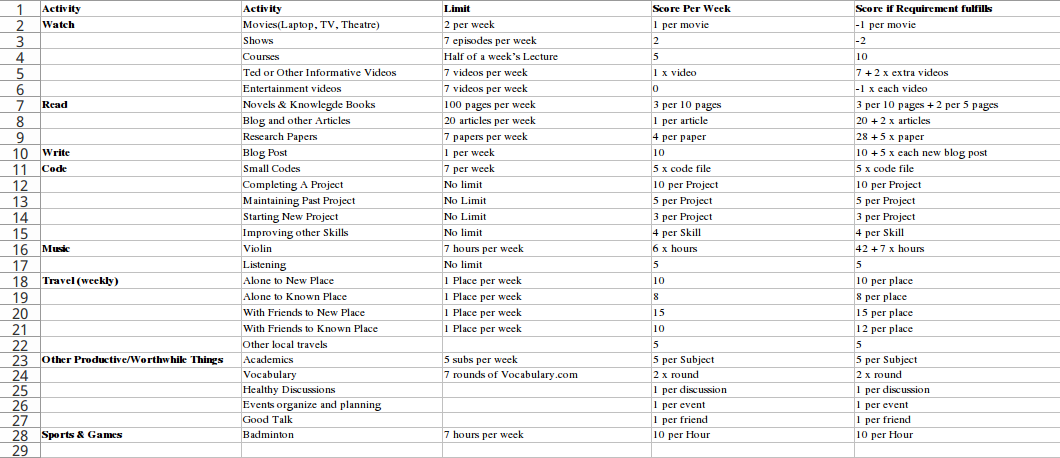 1 Activity Activity Limit Score Per Week Score if Requirement fulfills
2 Watch Movies(Laptop, TV, Theatre) 2 per week 1 per movie -1 per movie
3 Shows 7 episodes per week 2 -2
4 Courses Half of a week's Lecture 5 10
5 Ted or Other Informative Videos 7 videos per week 1 x video 7 + 2 x extra videos
6 Entertainment videos 7 videos per week 0 -1 x each video
7 Read Novels & Knowlegde Books 100 pages per week 3 per 10 pages 3 per 10 pages + 2 per 5 pages
8 Blog and other Articles 20 articles per week 1 per article 20 + 2 x articles
9 Research Papers 7 papers per week 4 per paper 28 + 5 x paper
10 Write Blog Post 1 per week 10 10 + 5 x each new blog post
11 Code Small Codes 7 per week 5 x code file 5 x code file
12 Completing A Project No limit 10 per Project 10 per Project
13 Maintaining Past Project No Limit 5 per Project 5 per Project
14 Starting New Project No Limit 3 per Project 3 per Project
15 Improving other Skills No limit 4 per Skill 4 per Skill
16 Music Violin 7 hours per week 6 x hours 42 + 7 x hours
17 Listening No limit 5 5
18 Travel (weekly) Alone to New Place 1 Place per week 10 10 per place
19 Alone to Known Place 1 Place per week 8 8 per place
20 With Friends to New Place 1 Place per week 15 15 per place
21 With Friends to Known Place 1 Place per week 10 12 per place
22 Other local travels 5 5
23 Other Productive/Worthwhile Things Academics 5 subs per week 5 per Subject 5 per Subject
24 Vocabulary 7 rounds of Vocabulary.com 2 x round 2 x round
25 Healthy Discussions 1 per discussion 1 per discussion
26 Events organize and planning 1 per event 1 per event
27 Good Talk 1 per friend 1 per friend
28 Sports & Games Badminton 7 hours per week 10 per Hour 10 per Hour
29